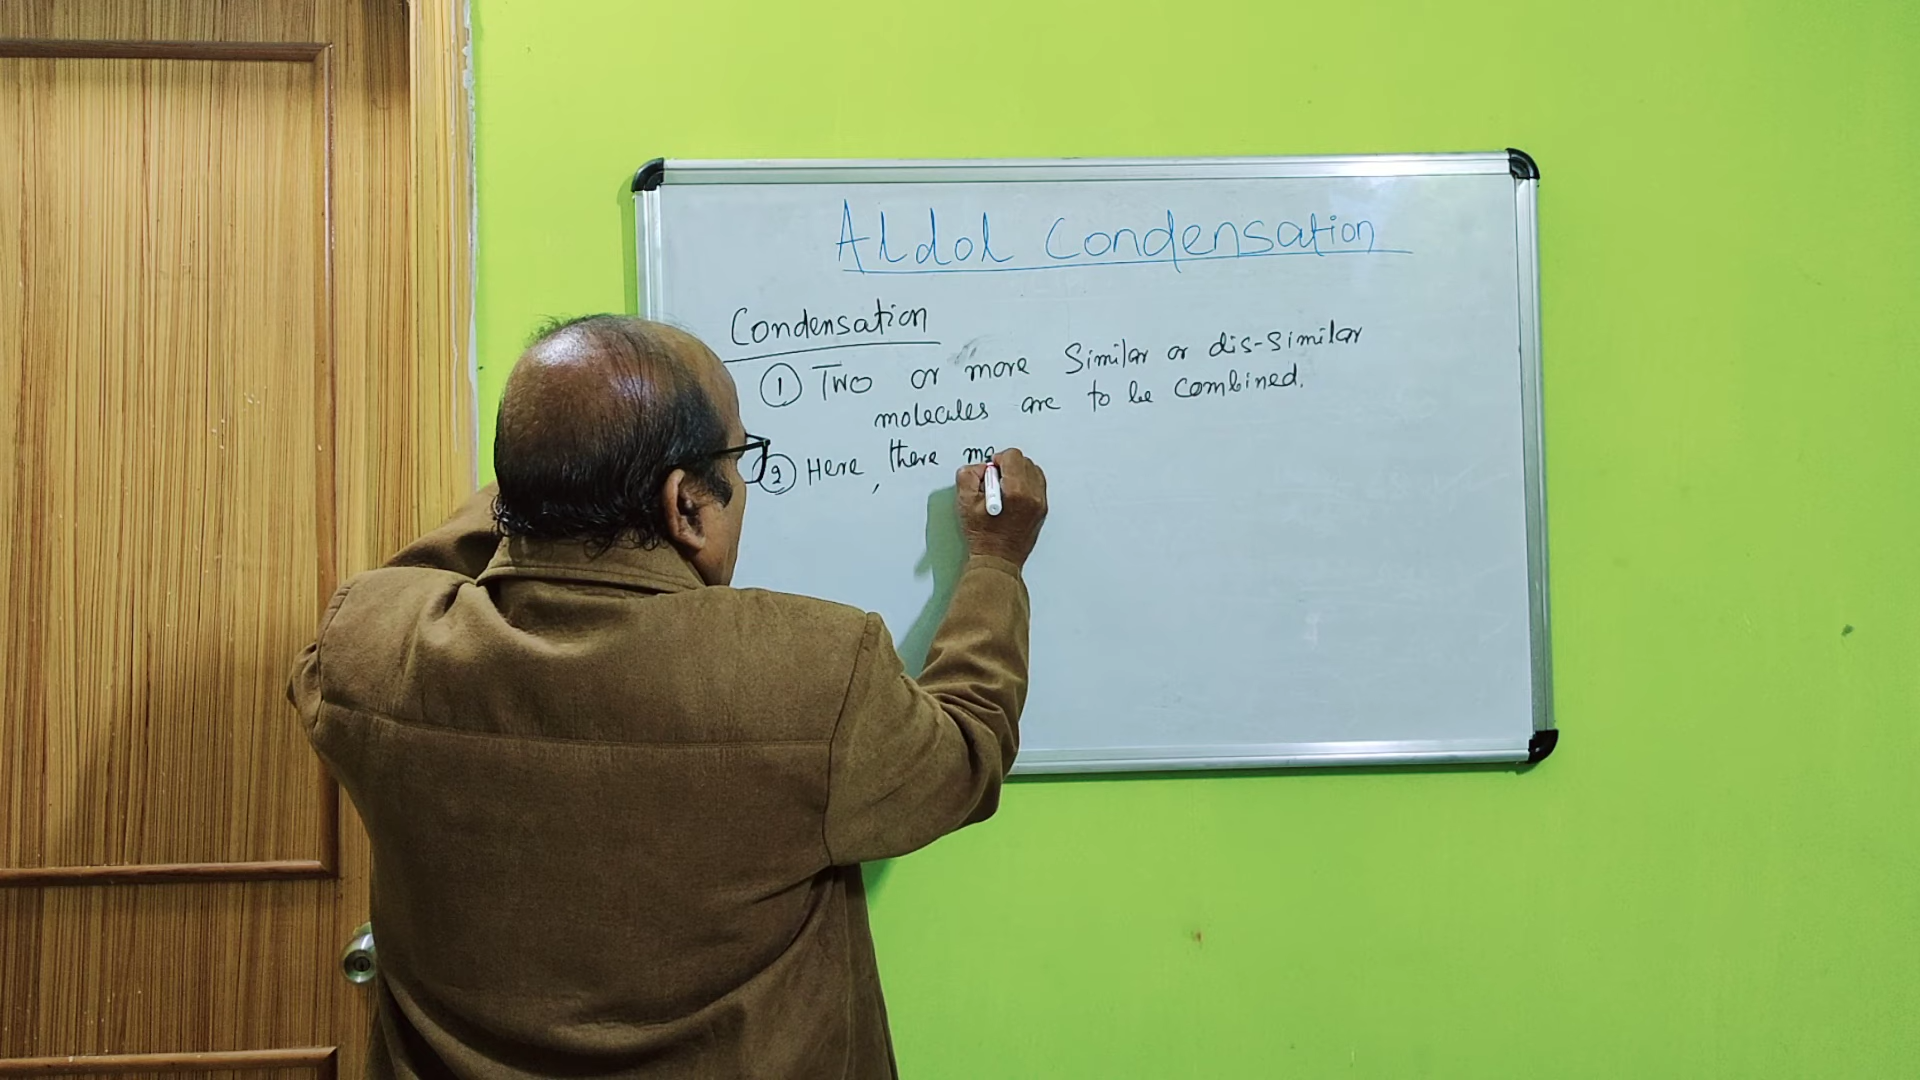 Aldol Condensation
Condensation
① Two or more Similar or dis-similar
molecules are to be Combined.
② Here, there ma